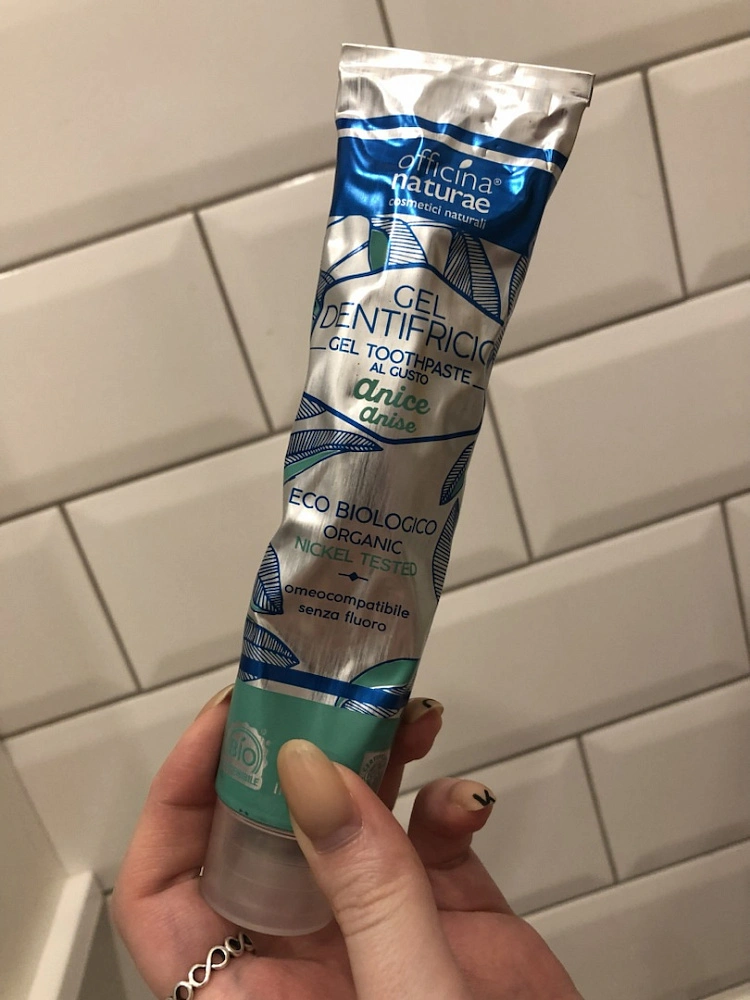 officina®
naturae
cosmetici naturali
GEL
DENTIFRICIO
GEL TOOTHPASTE
AL GUSTO
anice
anise
ECO BIOLOGICO
ORGANIC
NICKEL TESTED
omeocompatibile
senza fluoro
BIO